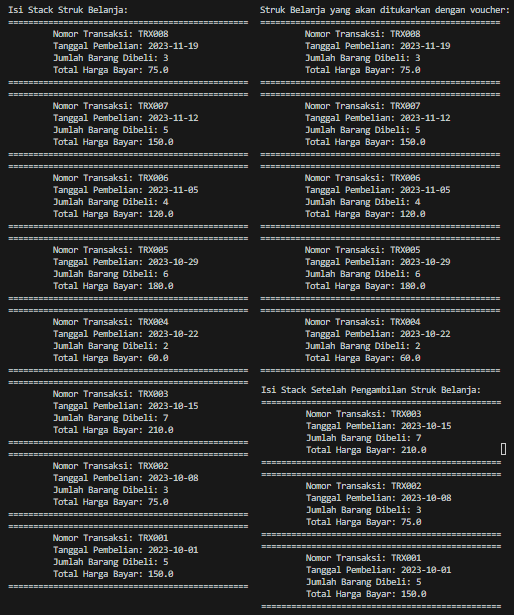 Isi Stack Struk Belanja:
================================================
Nomor Transaksi: TRX008
Tanggal Pembelian: 2023-11-19
Jumlah Barang Dibeli: 3
Total Harga Bayar: 75.0
================================================
================================================
Nomor Transaksi: TRX007
Tanggal Pembelian: 2023-11-12
Jumlah Barang Dibeli: 5
Total Harga Bayar: 150.0
================================================
================================================
Nomor Transaksi: TRX006
Tanggal Pembelian: 2023-11-05
Jumlah Barang Dibeli: 4
Total Harga Bayar: 120.0
================================================
================================================
Nomor Transaksi: TRX005
Tanggal Pembelian: 2023-10-29
Jumlah Barang Dibeli: 6
Total Harga Bayar: 180.0
================================================
================================================
Nomor Transaksi: TRX004
Tanggal Pembelian: 2023-10-22
Jumlah Barang Dibeli: 2
Total Harga Bayar: 60.0
================================================
================================================
Nomor Transaksi: TRX003
Tanggal Pembelian: 2023-10-15
Jumlah Barang Dibeli: 7
Total Harga Bayar: 210.0
================================================
================================================
Nomor Transaksi: TRX002
Tanggal Pembelian: 2023-10-08
Jumlah Barang Dibeli: 3
Total Harga Bayar: 75.0
================================================
================================================
Nomor Transaksi: TRX001
Tanggal Pembelian: 2023-10-01
Jumlah Barang Dibeli: 5
Total Harga Bayar: 150.0
================================================
Struk Belanja yang akan ditukarkan dengan voucher:
================================================
Nomor Transaksi: TRX008
Tanggal Pembelian: 2023-11-19
Jumlah Barang Dibeli: 3
Total Harga Bayar: 75.0
================================================
================================================
Nomor Transaksi: TRX007
Tanggal Pembelian: 2023-11-12
Jumlah Barang Dibeli: 5
Total Harga Bayar: 150.0
================================================
================================================
Nomor Transaksi: TRX006
Tanggal Pembelian: 2023-11-05
Jumlah Barang Dibeli: 4
Total Harga Bayar: 120.0
================================================
================================================
Nomor Transaksi: TRX005
Tanggal Pembelian: 2023-10-29
Jumlah Barang Dibeli: 6
Total Harga Bayar: 180.0
================================================
================================================
Nomor Transaksi: TRX004
Tanggal Pembelian: 2023-10-22
Jumlah Barang Dibeli: 2
Total Harga Bayar: 60.0
================================================
Isi Stack Setelah Pengambilan Struk Belanja:
================================================
Nomor Transaksi: TRX003
Tanggal Pembelian: 2023-10-15
Jumlah Barang Dibeli: 7
Total Harga Bayar: 210.0
================================================
================================================
Nomor Transaksi: TRX002
Tanggal Pembelian: 2023-10-08
Jumlah Barang Dibeli: 3
Total Harga Bayar: 75.0
================================================
================================================
Nomor Transaksi: TRX001
Tanggal Pembelian: 2023-10-01
Jumlah Barang Dibeli: 5
Total Harga Bayar: 150.0
================================================